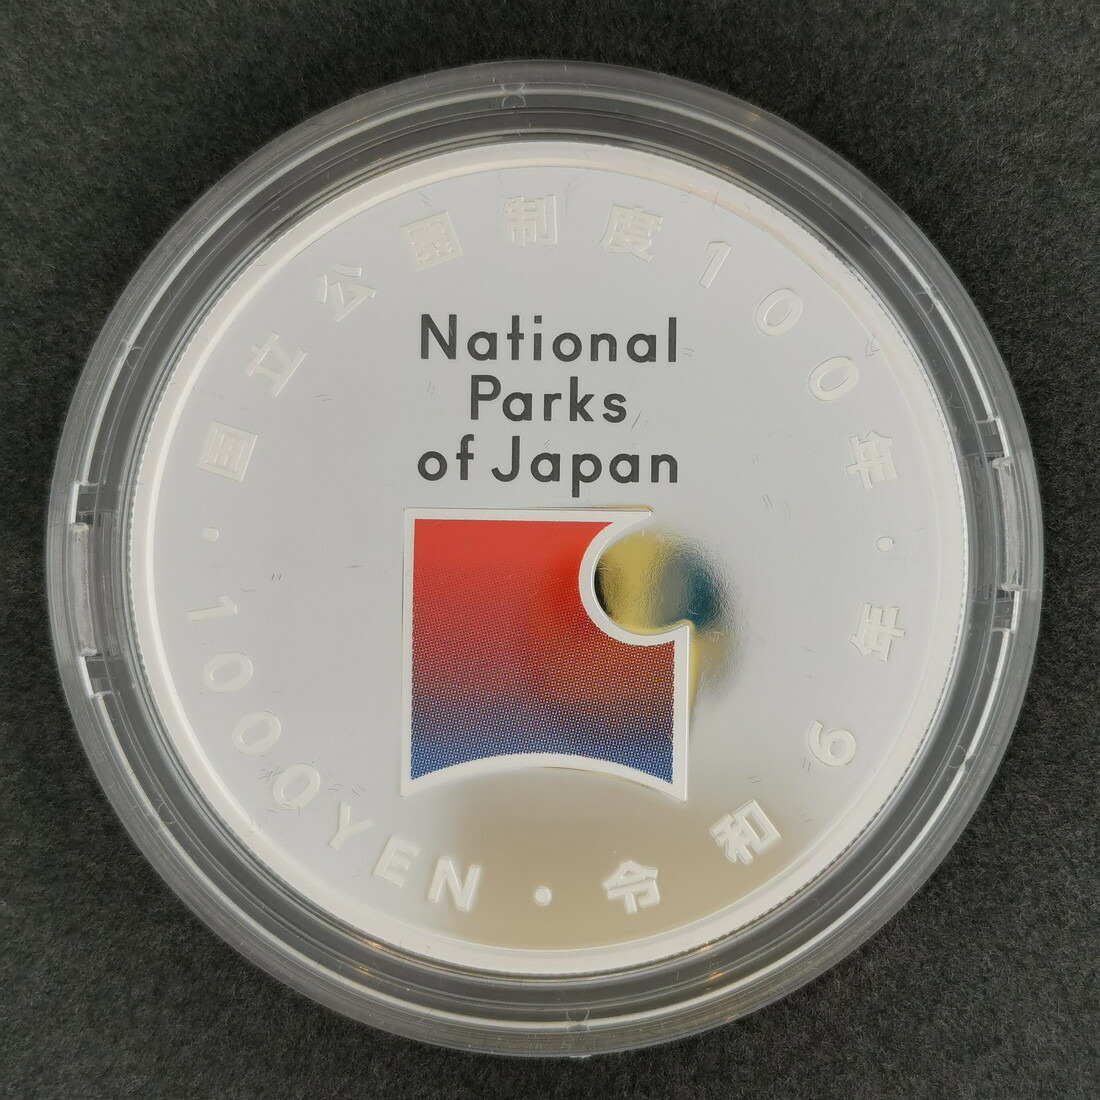 国立公園制度100年・
National
Parks
of Japan
1000YEN・令和6年・